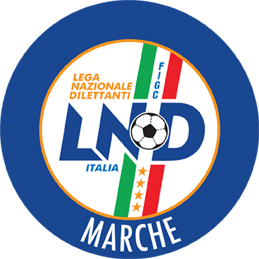 LEGA
NAZIONALE
DILETTANTI
FIGC
LND
ITALIA
MARCHE